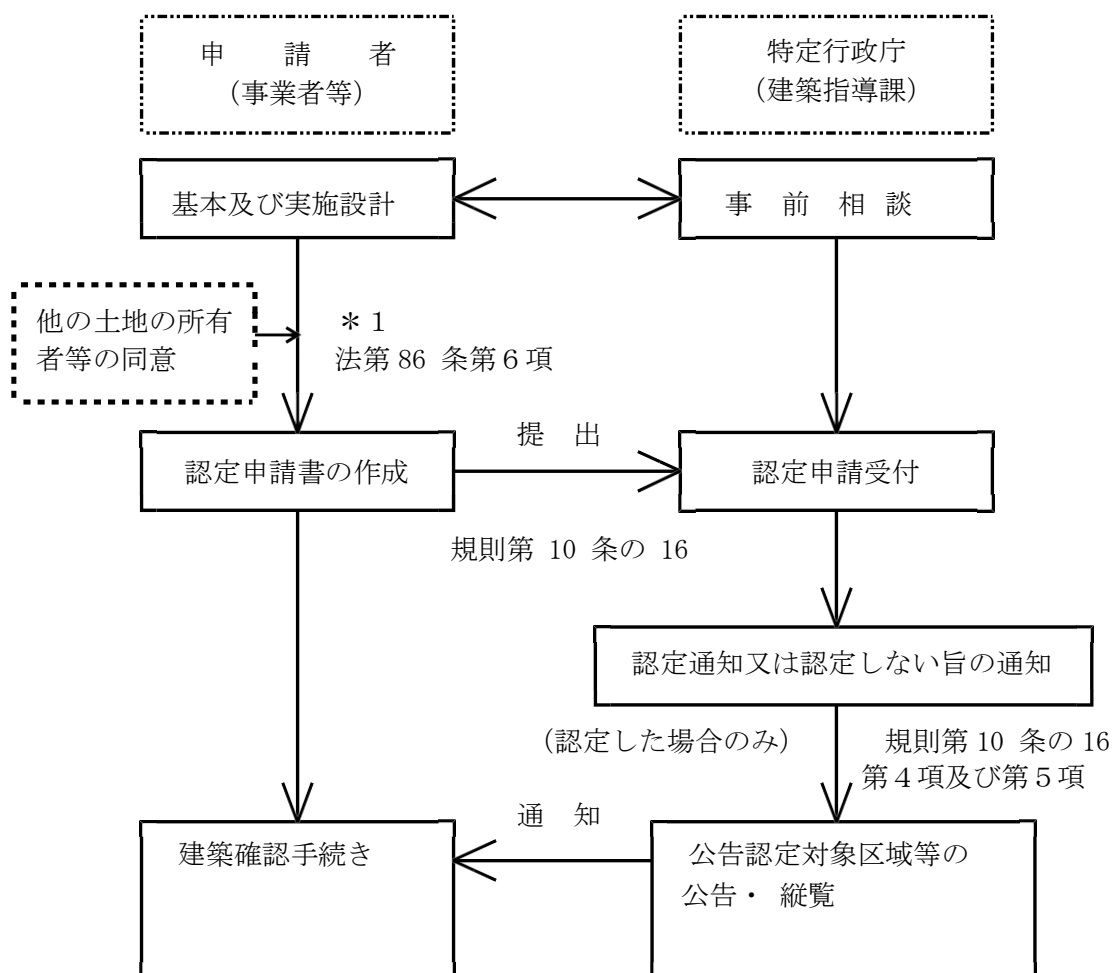 申　請　者
（事業者等）
特定行政庁
（建築指導課）
基本及び実施設計
事　前　相　談
他の土地の所有
者等の同意
＊１
法第 86 条第６項
提　出
認定申請書の作成
認定申請受付
規則第 10 条の 16
認定通知又は認定しない旨の通知
（認定した場合のみ）
規則第 10 条の 16
第４項及び第５項
通　知
建築確認手続き
公告認定対象区域等の
公告・ 縦覧